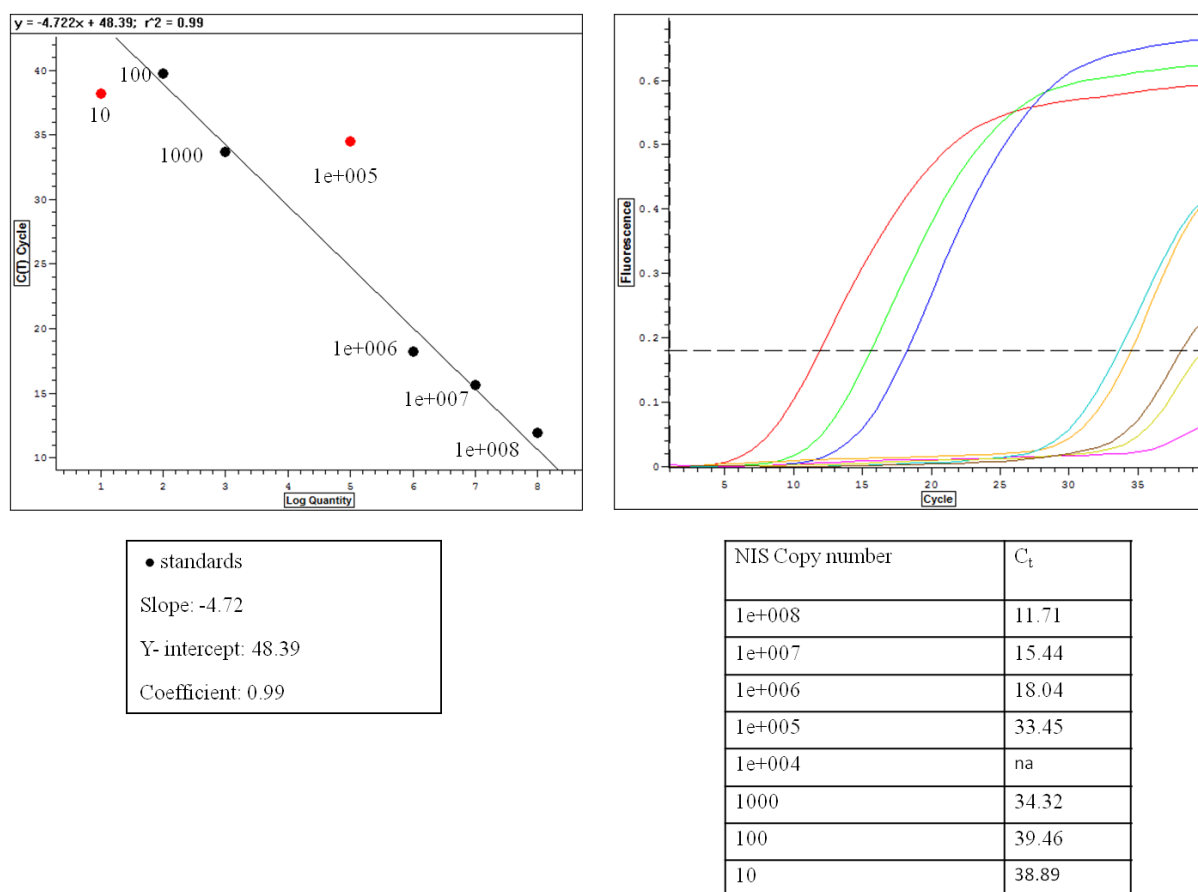 y = -4.722x + 48.39; r^2 = 0.99
40
35
30
25
20
15
10
C(T) Cycle
100
10
1000
1e+005
1e+006
1e+007
1e+008
1 2 3 4 5 6 7 8
Log Quantity
0.6
0.5
0.4
0.3
0.2
0.1
0
Fluorescence
5 10 15 20 25 30 35
Cycle
• standards
Slope: -4.72
Y- intercept: 48.39
Coefficient: 0.99
NIS Copy number Ct
1e+008 11.71
1e+007 15.44
1e+006 18.04
1e+005 33.45
1e+004 na
1000 34.32
100 39.46
10 38.89